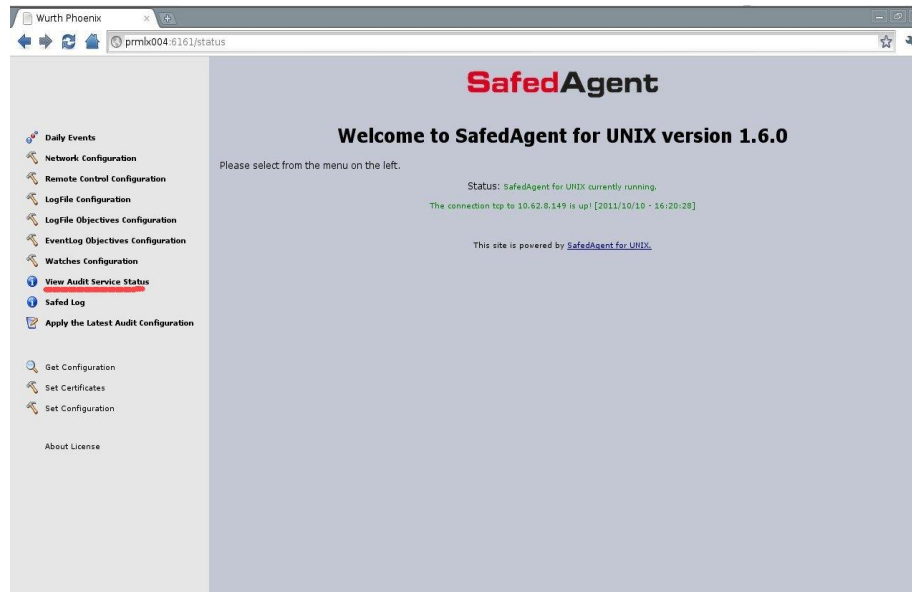 Wurth Phoenix
prmlx004:6161/status
SafedAgent
Welcome to SafedAgent for UNIX version 1.6.0
Please select from the menu on the left.
Status: SafedAgent for UNIX currently running.
The connection tcp to 10.62.8.149 is up! [2011/10/10 - 16:20:28]
This site is powered by SafedAgent for UNIX.
Daily Events
Network Configuration
Remote Control Configuration
LogFile Configuration
LogFile Objectives Configuration
EventLog Objectives Configuration
Watches Configuration
View Audit Service Status
Safed Log
Apply the Latest Audit Configuration
Get Configuration
Set Certificates
Set Configuration
About License